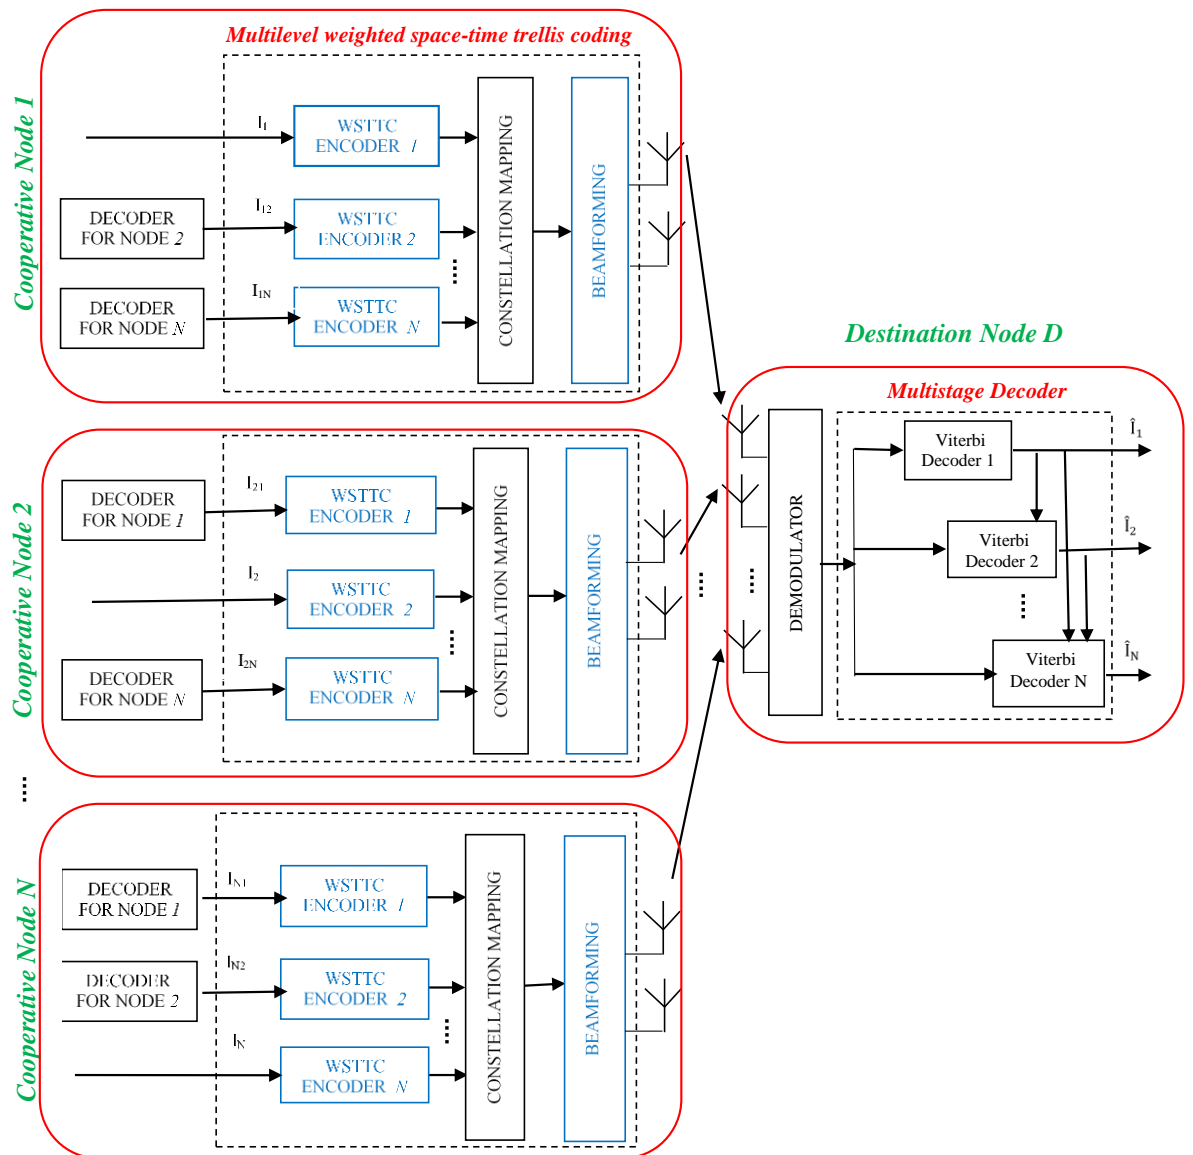 Multilevel weighted space-time trellis coding
Cooperative Node 1
I1
WSTTC
ENCODER 1
DECODER
FOR NODE 2
I12
WSTTC
ENCODER 2
....
DECODER
FOR NODE N
I1N
WSTTC
ENCODER N
CONSTELLATION MAPPING
BEAMFORMING
Cooperative Node 2
DECODER
FOR NODE 1
I21
WSTTC
ENCODER 1
I2
WSTTC
ENCODER 2
....
DECODER
FOR NODE N
I2N
WSTTC
ENCODER N
CONSTELLATION MAPPING
BEAMFORMING
....
....
Cooperative Node N
DECODER
FOR NODE 1
IN1
WSTTC
ENCODER 1
DECODER
FOR NODE 2
IN2
WSTTC
ENCODER 2
....
IN
WSTTC
ENCODER N
CONSTELLATION MAPPING
BEAMFORMING
Destination Node D
Multistage Decoder
....
DEMODULATOR
Viterbi
Decoder 1
Î1
Viterbi
Decoder 2
Î2
....
Viterbi
Decoder N
ÎN